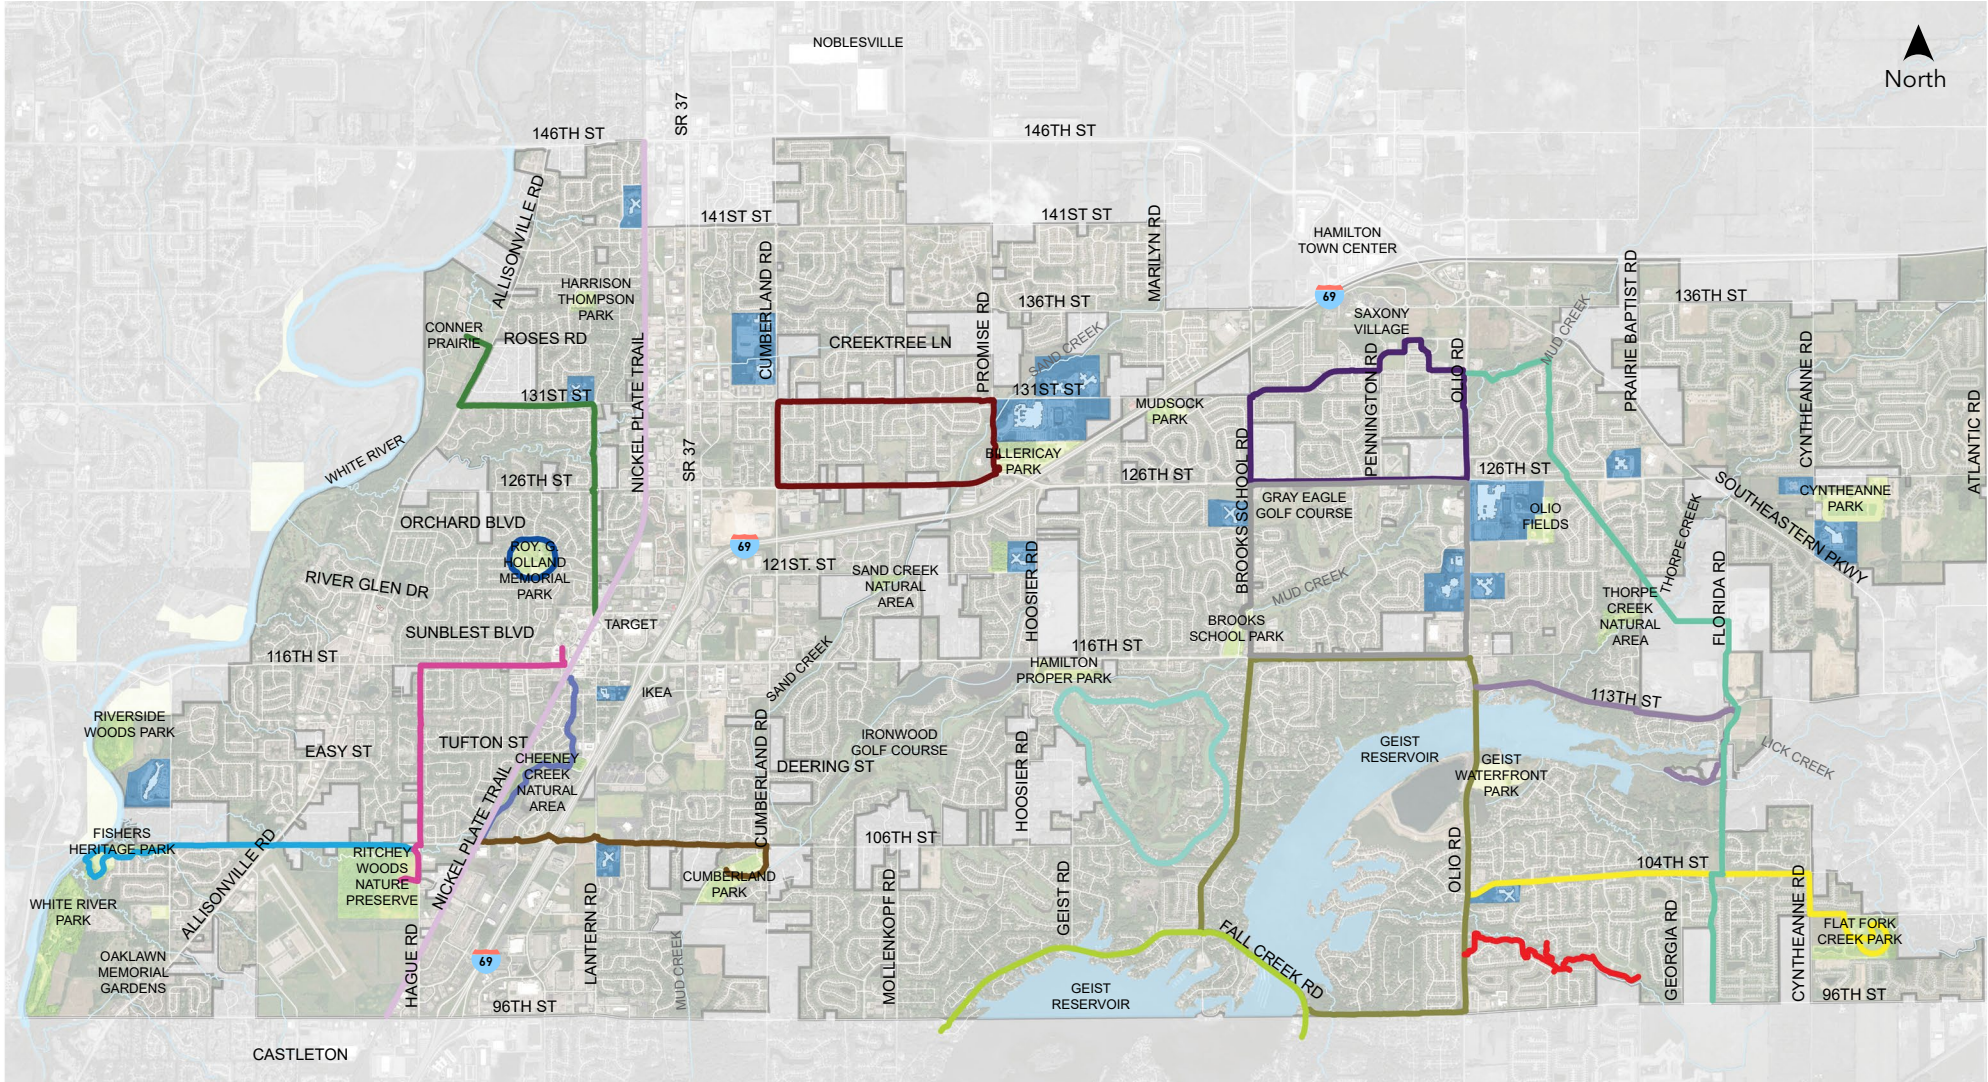 NOBLESVILLE
North
SR 37
146TH ST
146TH ST
ALLISONVILLE RD
141ST ST
141ST ST
MARILYN RD
CUMBERLAND RD
HAMILTON
TOWN CENTER
PRAIRIE BAPTIST RD
HARRISON
THOMPSON
PARK
PROMISE RD
136TH ST
69
136TH ST
SAXONY
VILLAGE
MUD CREEK
CONNER
PRAIRIE
ROSES RD
NICKEL PLATE TRAIL
CREEKTREE LN
SAND CREEK
PENNINGTON RD
OLIO RD
CYNTHEANNE RD
131ST ST
131ST ST
MUDSOCK
PARK
ATLANTIC RD
WHITE RIVER
SR 37
BILLERICAY
PARK
BROOKS SCHOOL RD
126TH ST
126TH ST
126TH ST
SOUTHEASTERN PKWY
GRAY EAGLE
GOLF COURSE
OLIO
FIELDS
CYNTHEANNE
PARK
ORCHARD BLVD
THORPE CREEK
69
ROY. G.
HOLLAND
MEMORIAL
PARK
121ST. ST
HOOSIER RD
SAND CREEK
NATURAL
AREA
MUD CREEK
FLORIDA RD
RIVER GLEN DR
THORPE
CREEK
NATURAL
AREA
SUNBLEST BLVD
TARGET
BROOKS
SCHOOL PARK
116TH ST
116TH ST
SAND CREEK
HAMILTON
PROPER PARK
IKEA
113TH ST
RIVERSIDE
WOODS PARK
EASY ST
TUFTON ST
CUMBERLAND RD
IRONWOOD
GOLF COURSE
HOOSIER RD
GEIST
RESERVOIR
LICK CREEK
CHEENEY
CREEK
NATURAL
AREA
DEERING ST
GEIST
WATERFRONT
PARK
NICKEL PLATE TRAIL
FISHERS
HERITAGE PARK
ALLISONVILLE RD
106TH ST
OLIO RD
104TH ST
RITCHEY
WOODS
NATURE
PRESERVE
CUMBERLAND
PARK
GEIST RD
CYNTHEANNE RD
WHITE RIVER
PARK
LANTERN RD
MOLLENKOPF RD
GEORGIA RD
FLAT FORK
CREEK PARK
HAGUE RD
MUD CREEK
FALL CREEK RD
OAKLAWN
MEMORIAL
GARDENS
69
GEIST
RESERVOIR
96TH ST
96TH ST
CASTLETON